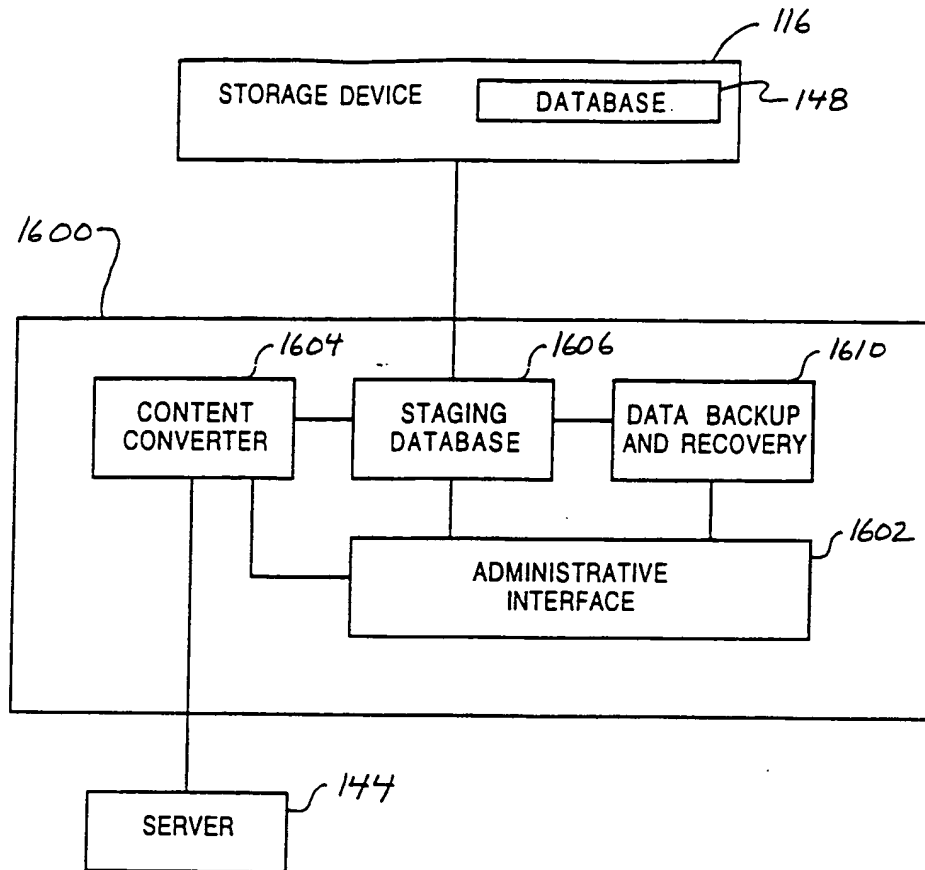 116
STORAGE DEVICE
DATABASE
148
1600
1604
1606
1610
CONTENT
CONVERTER
STAGING
DATABASE
DATA BACKUP
AND RECOVERY
1602
ADMINISTRATIVE
INTERFACE
144
SERVER